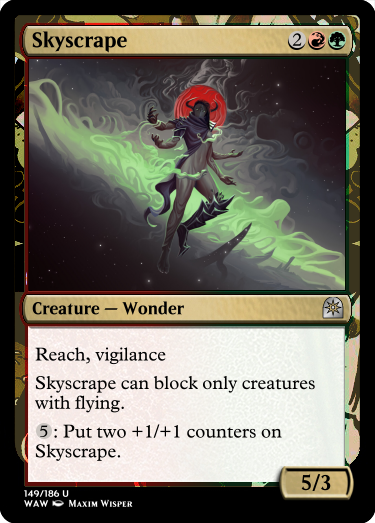 Skyscrape 2
Creature — Wonder
Reach, vigilance
Skyscrape can block only creatures
with flying.
5: Put two +1/+1 counters on
Skyscrape.
5/3
149/186 U
WAW Maxim Wisper